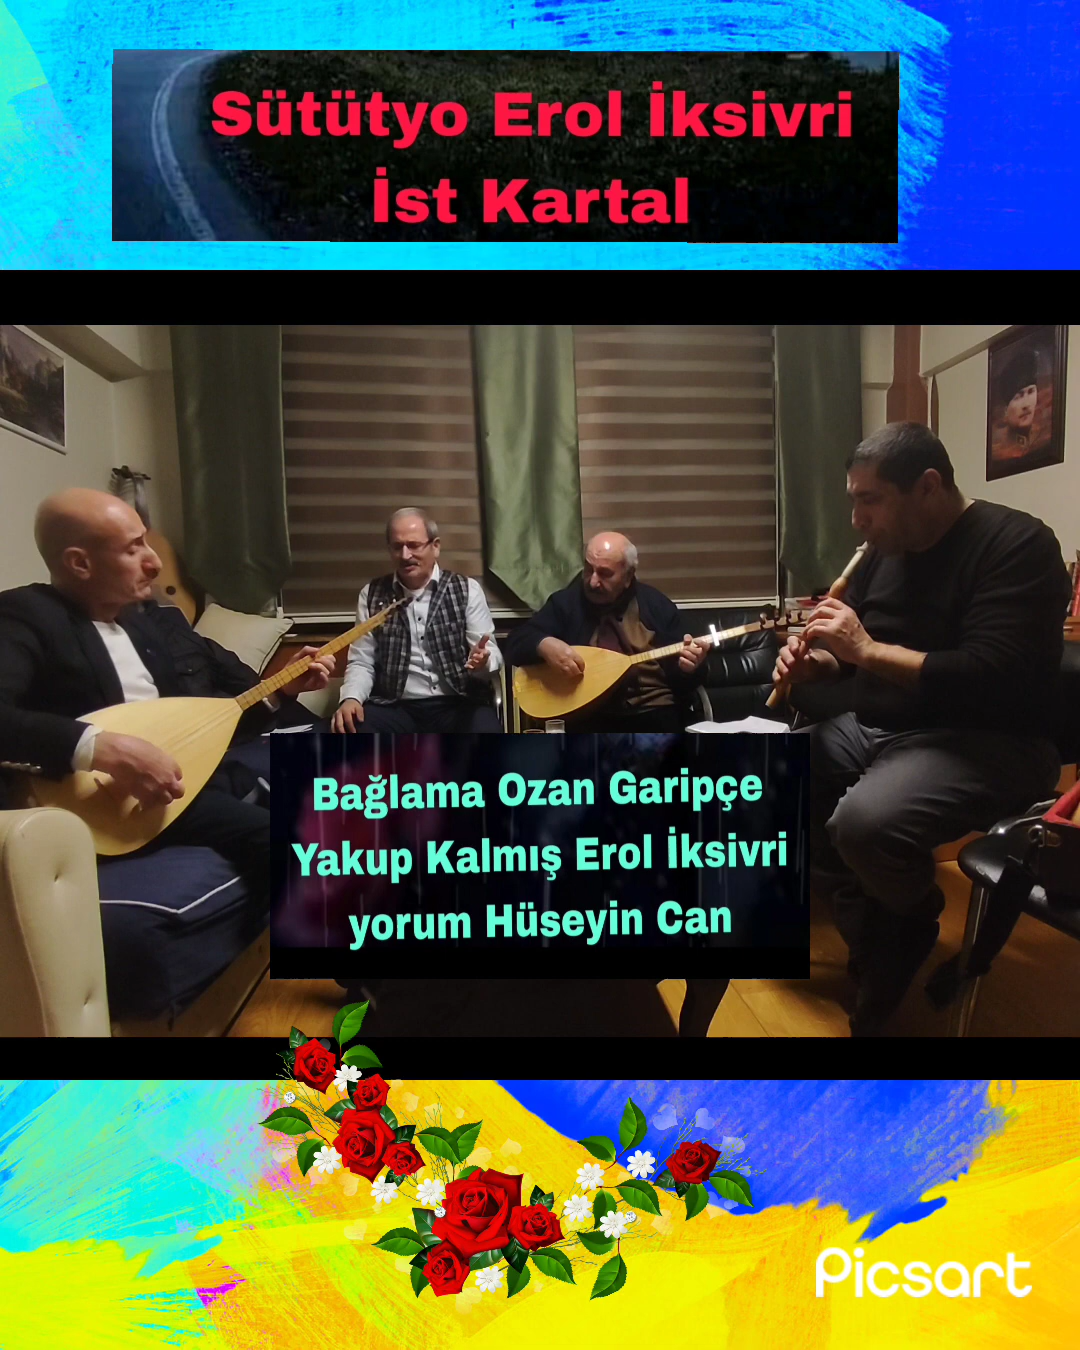 Sütütyo Erol İksivri
İst Kartal
Bağlama Ozan Garipçe
Yakup Kalmış Erol İksivri
yorum Hüseyin Can
Picsart